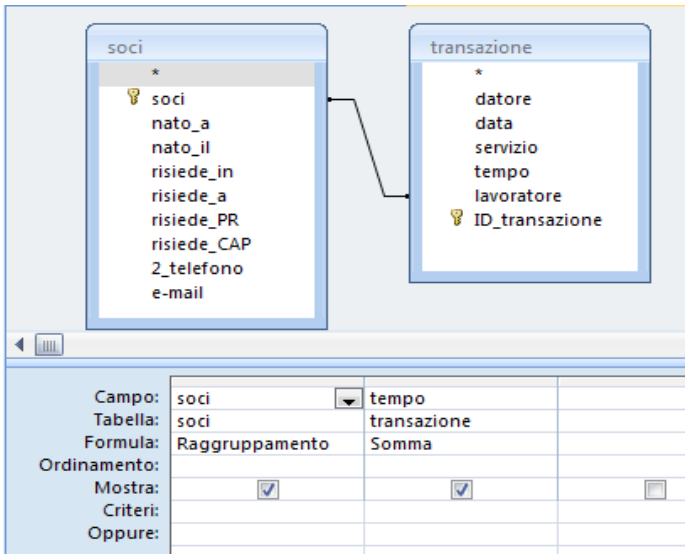 soci
*
soci
nato_a
nato_il
risiede_in
risiede_a
risiede_PR
risiede_CAP
2_telefono
e-mail
transazione
*
datore
data
servizio
tempo
lavoratore
ID_transazione
Campo: soci tempo
Tabella: soci transazione
Formula: Raggruppamento Somma
Ordinamento:
Mostra:
Criteri:
Oppure: